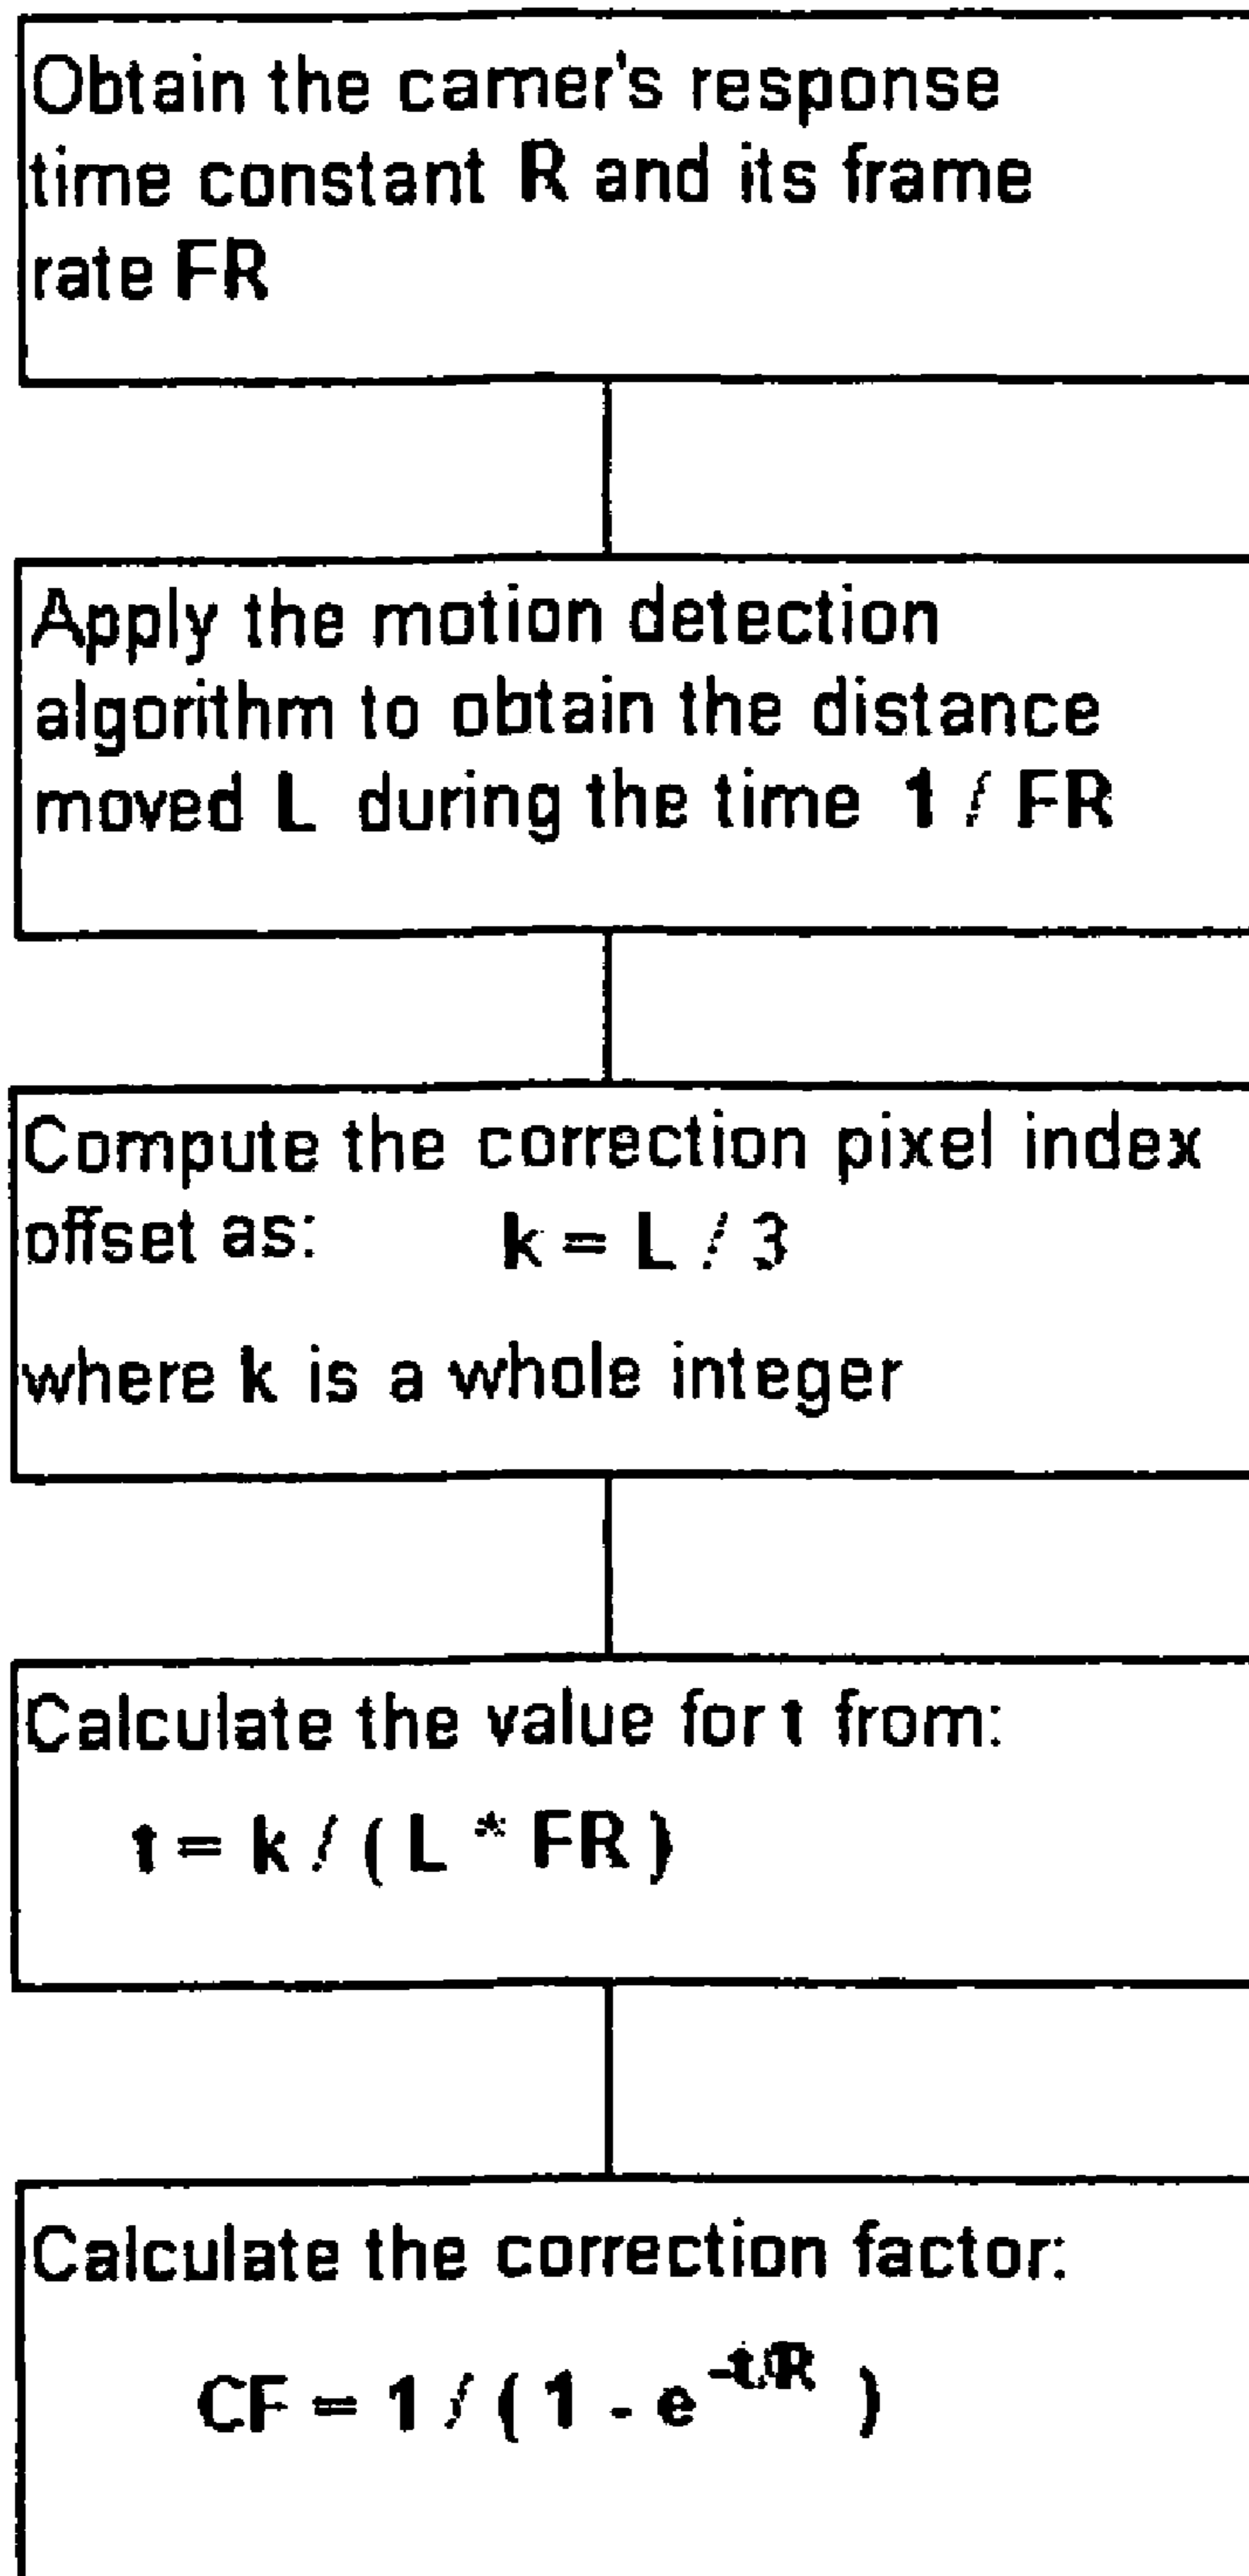 Obtain the camer's response
time constant R and its frame
rate FR
Apply the motion detection
algorithm to obtain the distance
moved L during the time 1 / FR
Compute the correction pixel index
offset as: k = L / 3
where k is a whole integer
Calculate the value for t from:
t = k / ( L * FR )
Calculate the correction factor:
CF = 1 / ( 1 - e^-t/R )